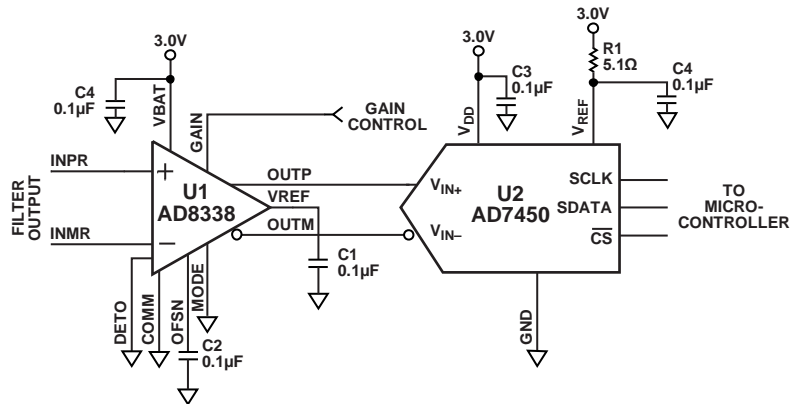 3.0V
C4
0.1µF
VBAT
GAIN
GAIN
CONTROL
3.0V
C3
0.1µF
VDD
3.0V
R1
5.1Ω
C4
0.1µF
VREF
FILTER
OUTPUT
INPR
INMR
+
–
U1
AD8338
OUTP
VREF
OUTM
C1
0.1µF
DETO
COMM
OFSN
MODE
C2
0.1µF
VIN+
VIN–
U2
AD7450
SCLK
SDATA
CS
GND
TO
MICRO-
CONTROLLER